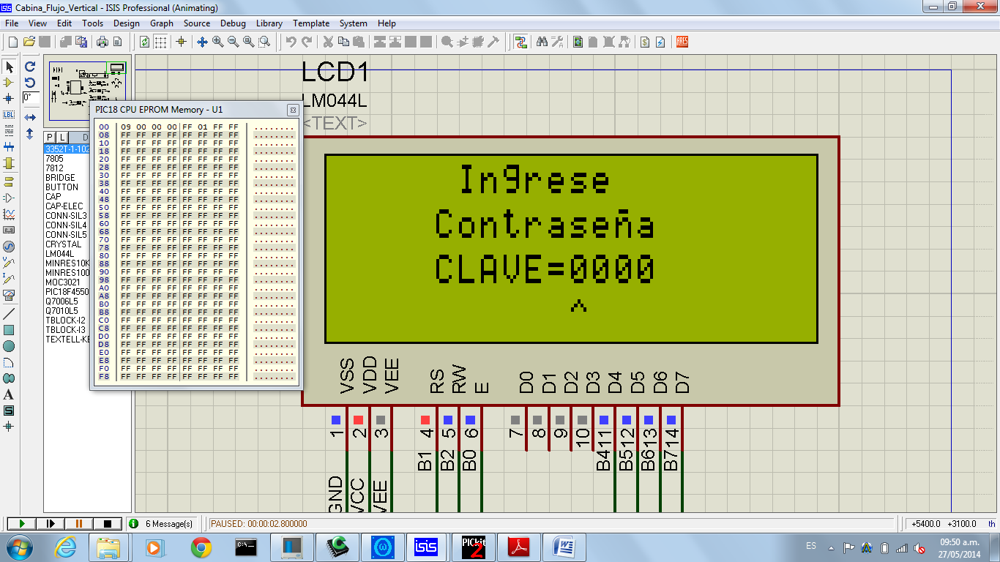 Cabina_Flujo_Vertical - ISIS Professional (Animating)
File View Edit Tools Design Graph Source Debug Library Template System Help
LCD1
LM044L
<TEXT>
0°
PIC18 CPU EPROM Memory - U1
00 09 00 00 00 FF 01 FF FF ........
08 FF FF FF FF FF FF FF FF ........
10 FF FF FF FF FF FF FF FF ........
18 FF FF FF FF FF FF FF FF ........
20 FF FF FF FF FF FF FF FF ........
28 FF FF FF FF FF FF FF FF ........
30 FF FF FF FF FF FF FF FF ........
38 FF FF FF FF FF FF FF FF ........
40 FF FF FF FF FF FF FF FF ........
48 FF FF FF FF FF FF FF FF ........
50 FF FF FF FF FF FF FF FF ........
58 FF FF FF FF FF FF FF FF ........
60 FF FF FF FF FF FF FF FF ........
68 FF FF FF FF FF FF FF FF ........
70 FF FF FF FF FF FF FF FF ........
78 FF FF FF FF FF FF FF FF ........
80 FF FF FF FF FF FF FF FF ........
88 FF FF FF FF FF FF FF FF ........
90 FF FF FF FF FF FF FF FF ........
98 FF FF FF FF FF FF FF FF ........
A0 FF FF FF FF FF FF FF FF ........
A8 FF FF FF FF FF FF FF FF ........
B0 FF FF FF FF FF FF FF FF ........
B8 FF FF FF FF FF FF FF FF ........
C0 FF FF FF FF FF FF FF FF ........
C8 FF FF FF FF FF FF FF FF ........
D0 FF FF FF FF FF FF FF FF ........
D8 FF FF FF FF FF FF FF FF ........
E0 FF FF FF FF FF FF FF FF ........
E8 FF FF FF FF FF FF FF FF ........
F0 FF FF FF FF FF FF FF FF ........
F8 FF FF FF FF FF FF FF FF ........
P L D
3352T-1-102
7805
7812
BRIDGE
BUTTON
CAP
CAP-ELEC
CONN-SIL3
CONN-SIL4
CONN-SIL5
CRYSTAL
LM044L
MINRES10K
MINRES100
MOC3021
PIC18F4550
Q7006L5
Q7010L5
TBLOCK-I2
TBLOCK-I3
TEXTELL-KE
Ingrese
Contraseña
CLAVE=0000
^
VSS VDD VEE RS RW E D0 D1 D2 D3 D4 D5 D6 D7
1 2 3 4 5 6 7 8 9 10 11 12 13 14
B1 B2 B0 B4 B5 B6 B7
GND VCC VEE
6 Message(s)
PAUSED: 00:00:02.800000
+5400.0 +3100.0 th
isis
PICkit 2
ES
09:50 a.m.
27/05/2014